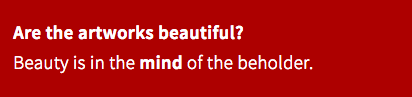 Are the artworks beautiful?
Beauty is in the mind of the beholder.